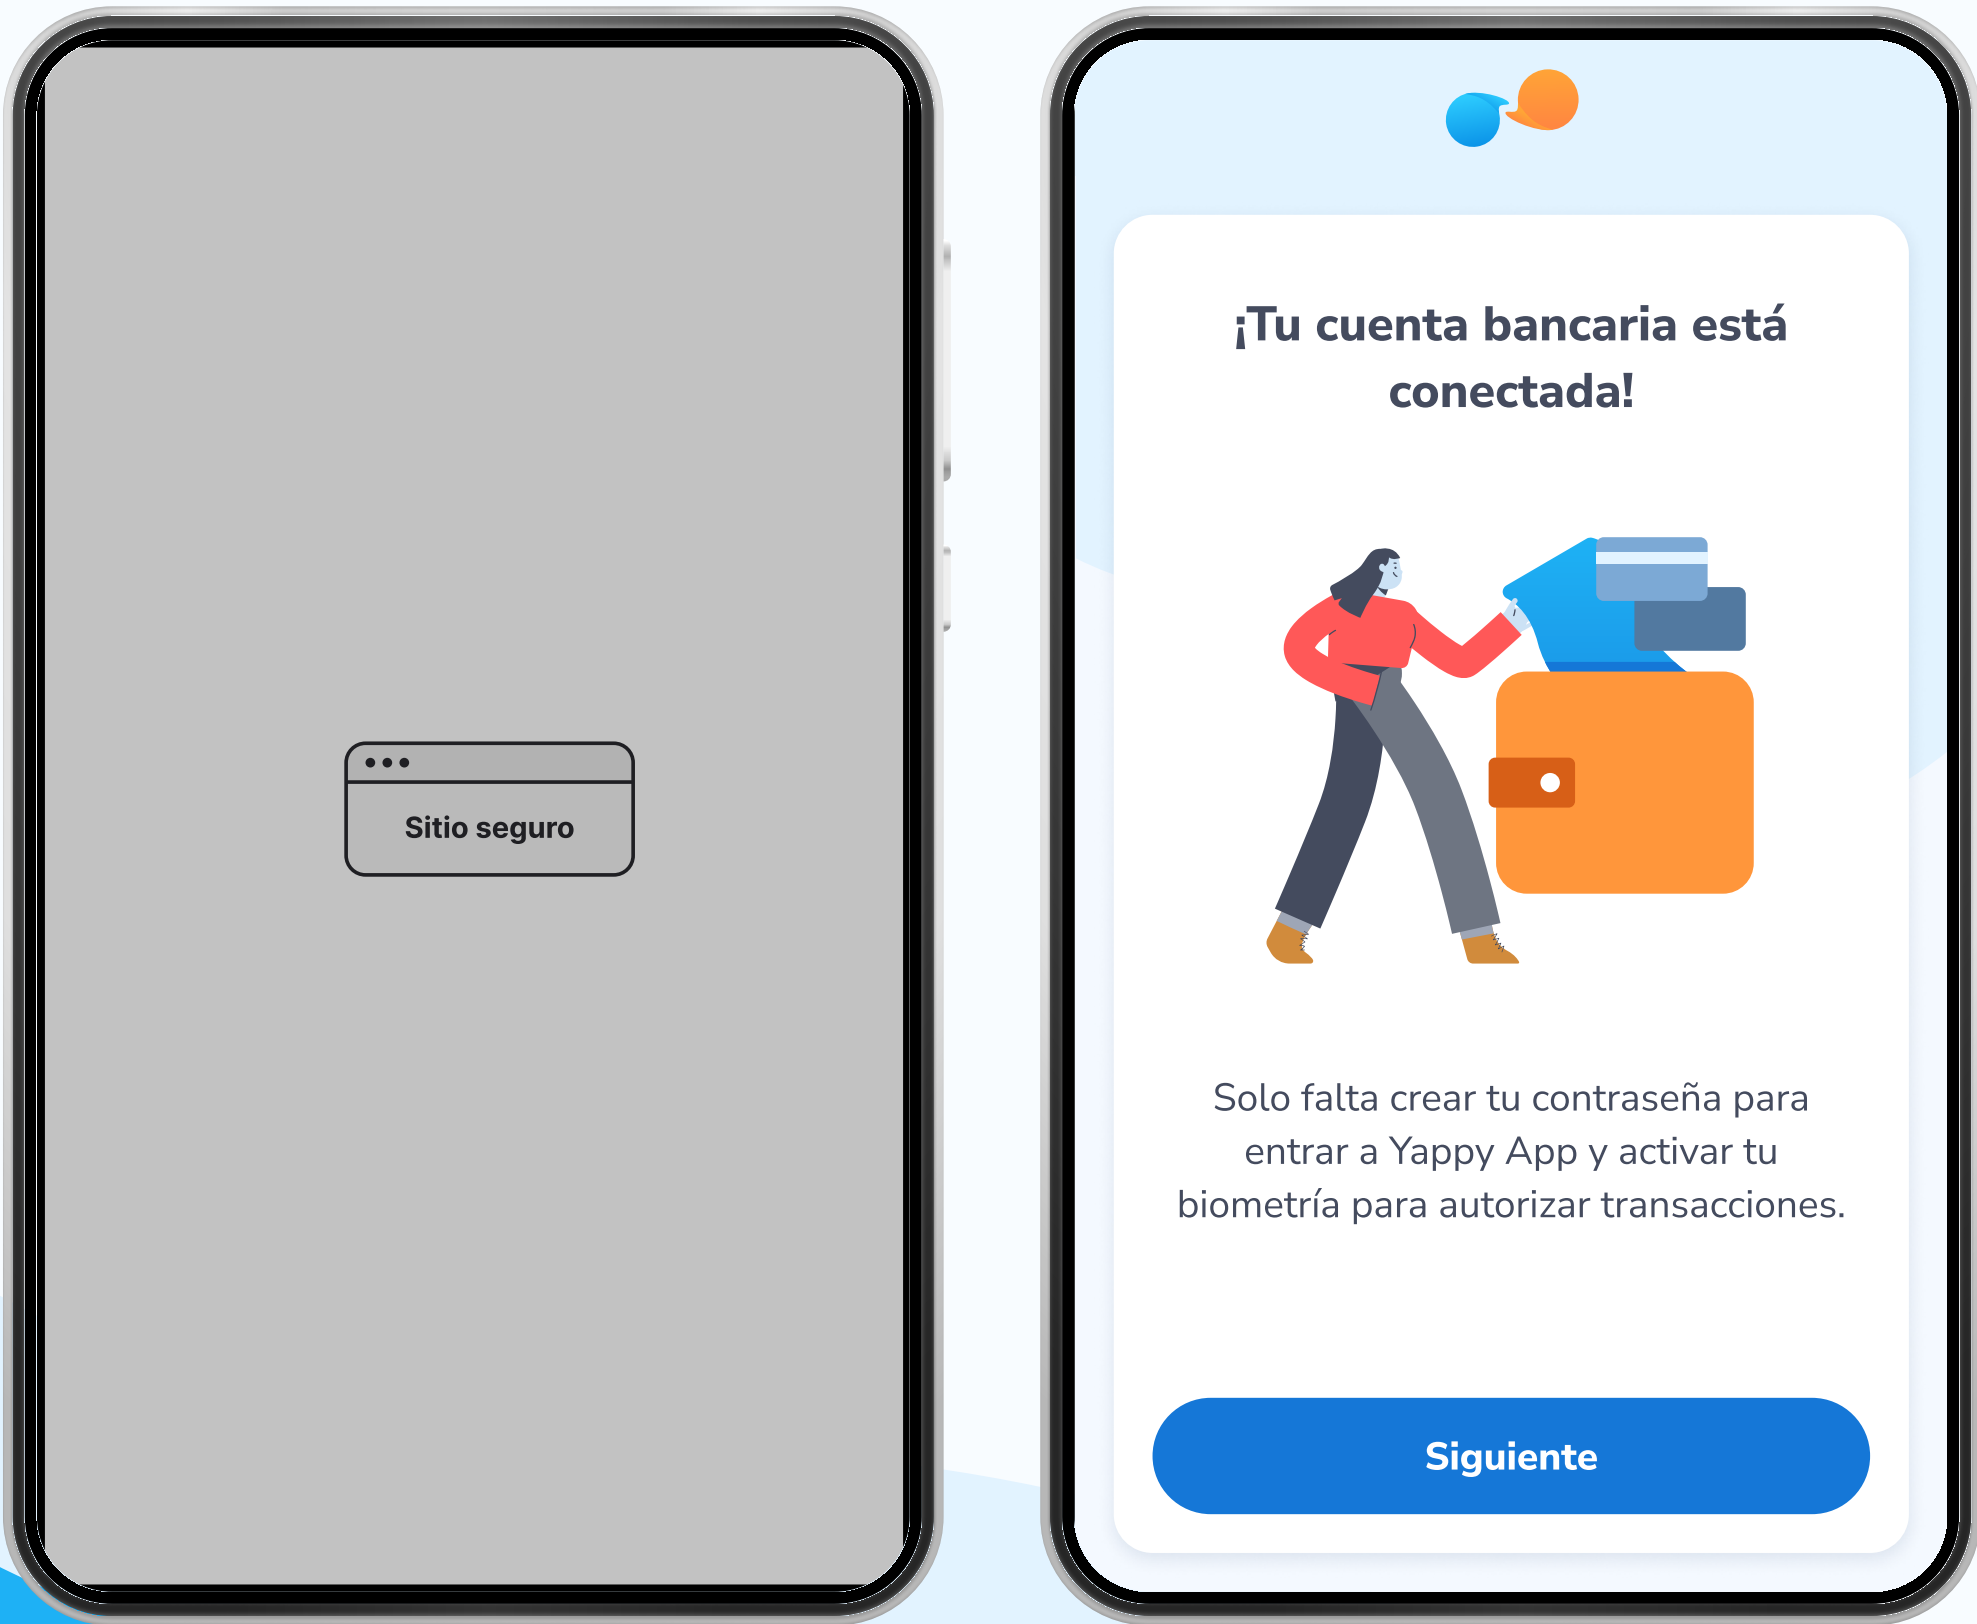 Sitio seguro
¡Tu cuenta bancaria está
conectada!
Solo falta crear tu contraseña para
entrar a Yappy App y activar tu
biometría para autorizar transacciones.
Siguiente